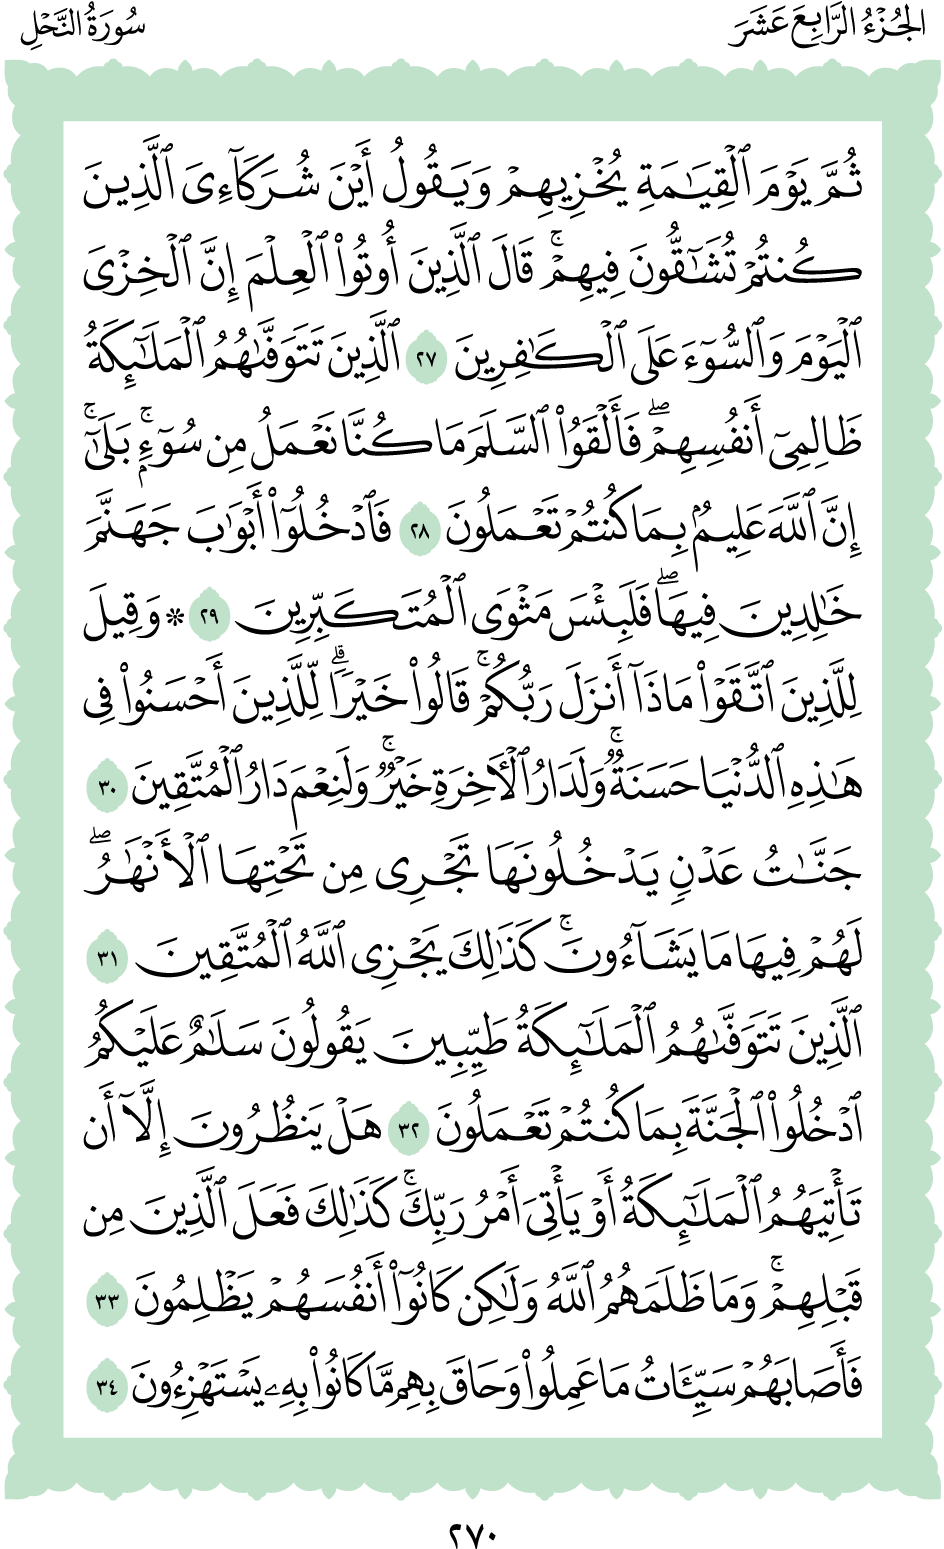 الجُزْءُ الرَّابِعَ عَشَرَ
سُورَةُ النَّحْلِ
ثُمَّ يَوْمَ ٱلْقِيَٰمَةِ يُخْزِيهِمْ وَيَقُولُ أَيْنَ شُرَكَآءِىَ ٱلَّذِينَ
كُنتُمْ تُشَٰٓقُّونَ فِيهِمْ ۚ قَالَ ٱلَّذِينَ أُوتُوا۟ ٱلْعِلْمَ إِنَّ ٱلْخِزْىَ
ٱلْيَوْمَ وَٱلسُّوٓءَ عَلَى ٱلْكَٰفِرِينَ ٢٧ ٱلَّذِينَ تَتَوَفَّىٰهُمُ ٱلْمَلَٰٓئِكَةُ
ظَالِمِىٓ أَنفُسِهِمْ ۖ فَأَلْقَوُا۟ ٱلسَّلَمَ مَا كُنَّا نَعْمَلُ مِن سُوٓءٍۭ ۚ بَلَىٰٓ ۚ
إِنَّ ٱللَّهَ عَلِيمٌۢ بِمَا كُنتُمْ تَعْمَلُونَ ٢٨ فَٱدْخُلُوٓا۟ أَبْوَٰبَ جَهَنَّمَ
خَٰلِدِينَ فِيهَا ۖ فَلَبِئْسَ مَثْوَى ٱلْمُتَكَبِّرِينَ ٢٩ ۞ وَقِيلَ
لِلَّذِينَ ٱتَّقَوْا۟ مَاذَآ أَنزَلَ رَبُّكُمْ ۚ قَالُوا۟ خَيْرًا ۗ لِّلَّذِينَ أَحْسَنُوا۟ فِى
هَٰذِهِ ٱلدُّنْيَا حَسَنَةٌ ۚ وَلَدَارُ ٱلْءَاخِرَةِ خَيْرٌ ۚ وَلَنِعْمَ دَارُ ٱلْمُتَّقِينَ ٣٠
جَنَّٰتُ عَدْنٍ يَدْخُلُونَهَا تَجْرِى مِن تَحْتِهَا ٱلْأَنْهَٰرُ ۖ
لَهُمْ فِيهَا مَا يَشَآءُونَ ۚ كَذَٰلِكَ يَجْزِى ٱللَّهُ ٱلْمُتَّقِينَ ٣١
ٱلَّذِينَ تَتَوَفَّىٰهُمُ ٱلْمَلَٰٓئِكَةُ طَيِّبِينَ يَقُولُونَ سَلَٰمٌ عَلَيْكُمُ
ٱدْخُلُوا۟ ٱلْجَنَّةَ بِمَا كُنتُمْ تَعْمَلُونَ ٣٢ هَلْ يَنظُرُونَ إِلَّآ أَن
تَأْتِيَهُمُ ٱلْمَلَٰٓئِكَةُ أَوْ يَأْتِىَ أَمْرُ رَبِّكَ ۚ كَذَٰلِكَ فَعَلَ ٱلَّذِينَ مِن
قَبْلِهِمْ ۚ وَمَا ظَلَمَهُمُ ٱللَّهُ وَلَٰكِن كَانُوٓا۟ أَنفُسَهُمْ يَظْلِمُونَ ٣٣
فَأَصَابَهُمْ سَيِّـَٔاتُ مَا عَمِلُوا۟ وَحَاقَ بِهِم مَّا كَانُوا۟ بِهِۦ يَسْتَهْزِءُونَ ٣٤
٢٧٠